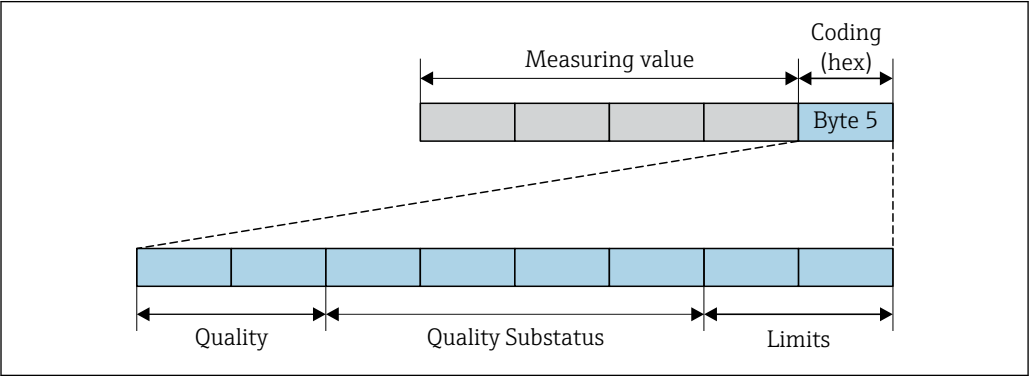 Coding
(hex)
Measuring value
Byte 5
Quality
Quality Substatus
Limits